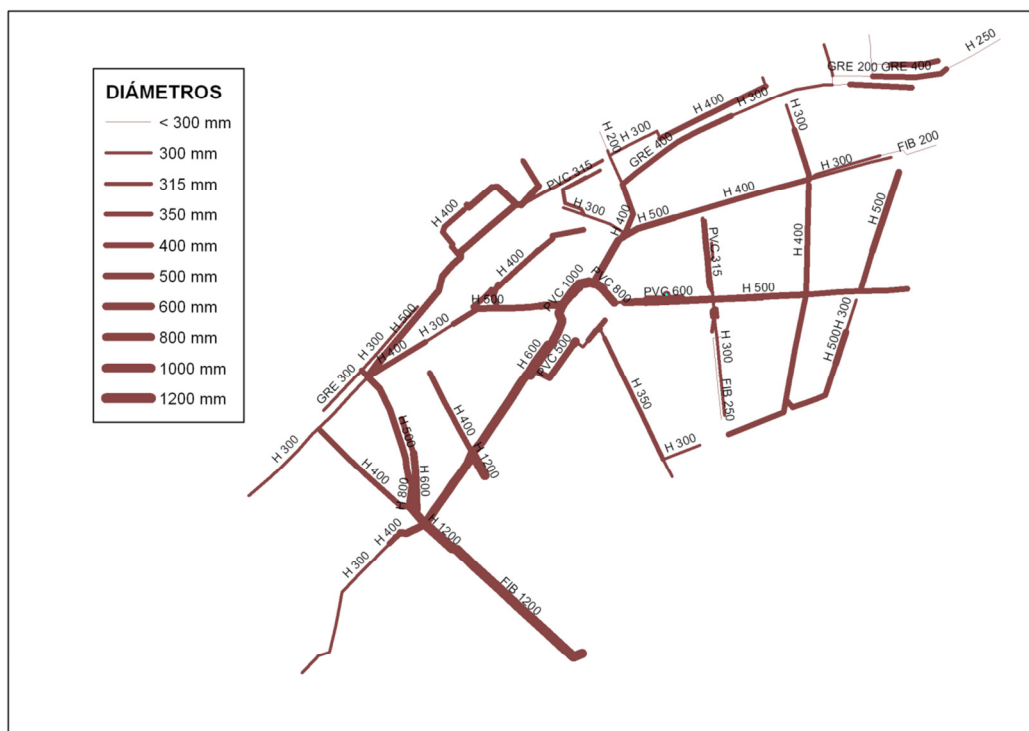 DIÁMETROS
< 300 mm
300 mm
315 mm
350 mm
400 mm
500 mm
600 mm
800 mm
1000 mm
1200 mm
H 250
GRE 200
GRE 400
H 400
H 300
H 300
H 200
H 300
GRE 400
FIB 200
H 300
PVC 315
H 400
H 500
H 400
H 300
H 400
H 500
H 400
H 400
PVC 315
PVC 1000
PVC 800
PVC 600
H 500
H 500
H 500
H 300
H 300
H 400
H 300
H 500
GRE 300
H 600
PVC 500
H 300
FIB 250
H 350
H 300
H 400
H 500
H 1200
H 300
H 400
H 800
H 600
H 400
H 1200
H 300
FIB 1200